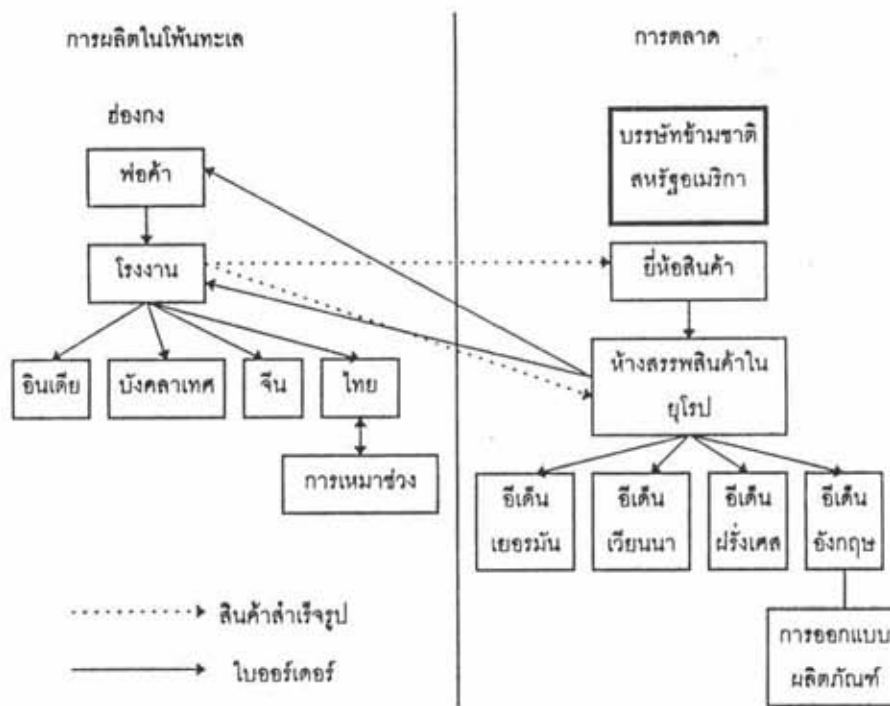 การผลิตในโพ้นทะเล
การตลาด
ฮ่องกง
พ่อค้า
บรรษัทข้ามชาติ
สหรัฐอเมริกา
โรงงาน
ยี่ห้อสินค้า
ห้างสรรพสินค้าใน
ยุโรป
อินเดีย
บังคลาเทศ
จีน
ไทย
การเหมาช่วง
อีเด็น
เยอรมัน
อีเด็น
เวียนนา
อีเด็น
ฝรั่งเศส
อีเด็น
อังกฤษ
การออกแบบ
ผลิตภัณฑ์
สินค้าสำเร็จรูป
ใบออร์เดอร์